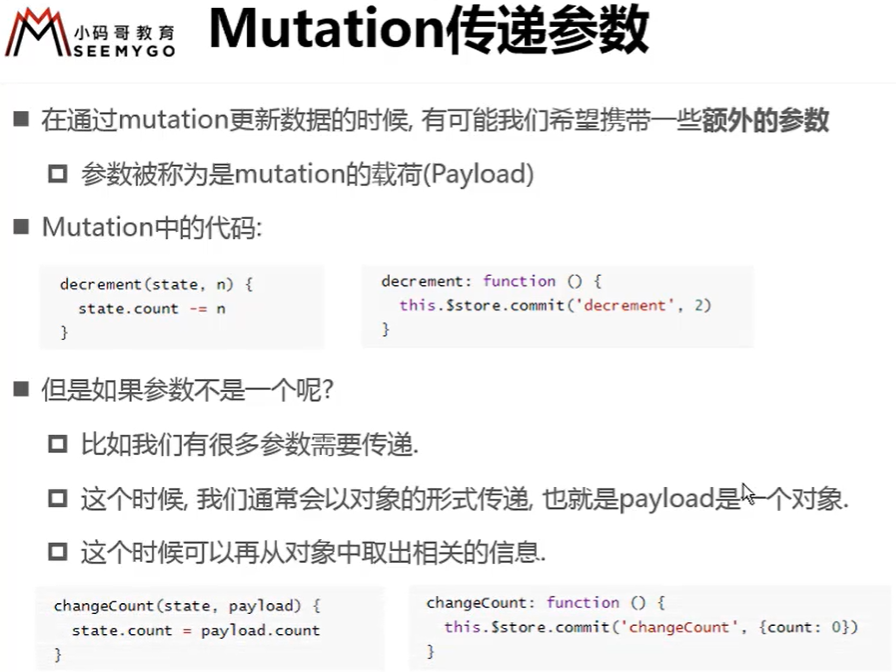 小码哥教育
SEEMYGO
Mutation传递参数
在通过mutation更新数据的时候, 有可能我们希望携带一些额外的参数
参数被称为是mutation的载荷(Payload)
Mutation中的代码:
decrement(state, n) {
state.count -= n
}
decrement: function () {
this.$store.commit('decrement', 2)
}
但是如果参数不是一个呢?
比如我们有很多参数需要传递.
这个时候, 我们通常会以对象的形式传递, 也就是payload是一个对象.
这个时候可以再从对象中取出相关的信息.
changeCount(state, payload) {
state.count = payload.count
}
changeCount: function () {
this.$store.commit('changeCount', {count: 0})
}